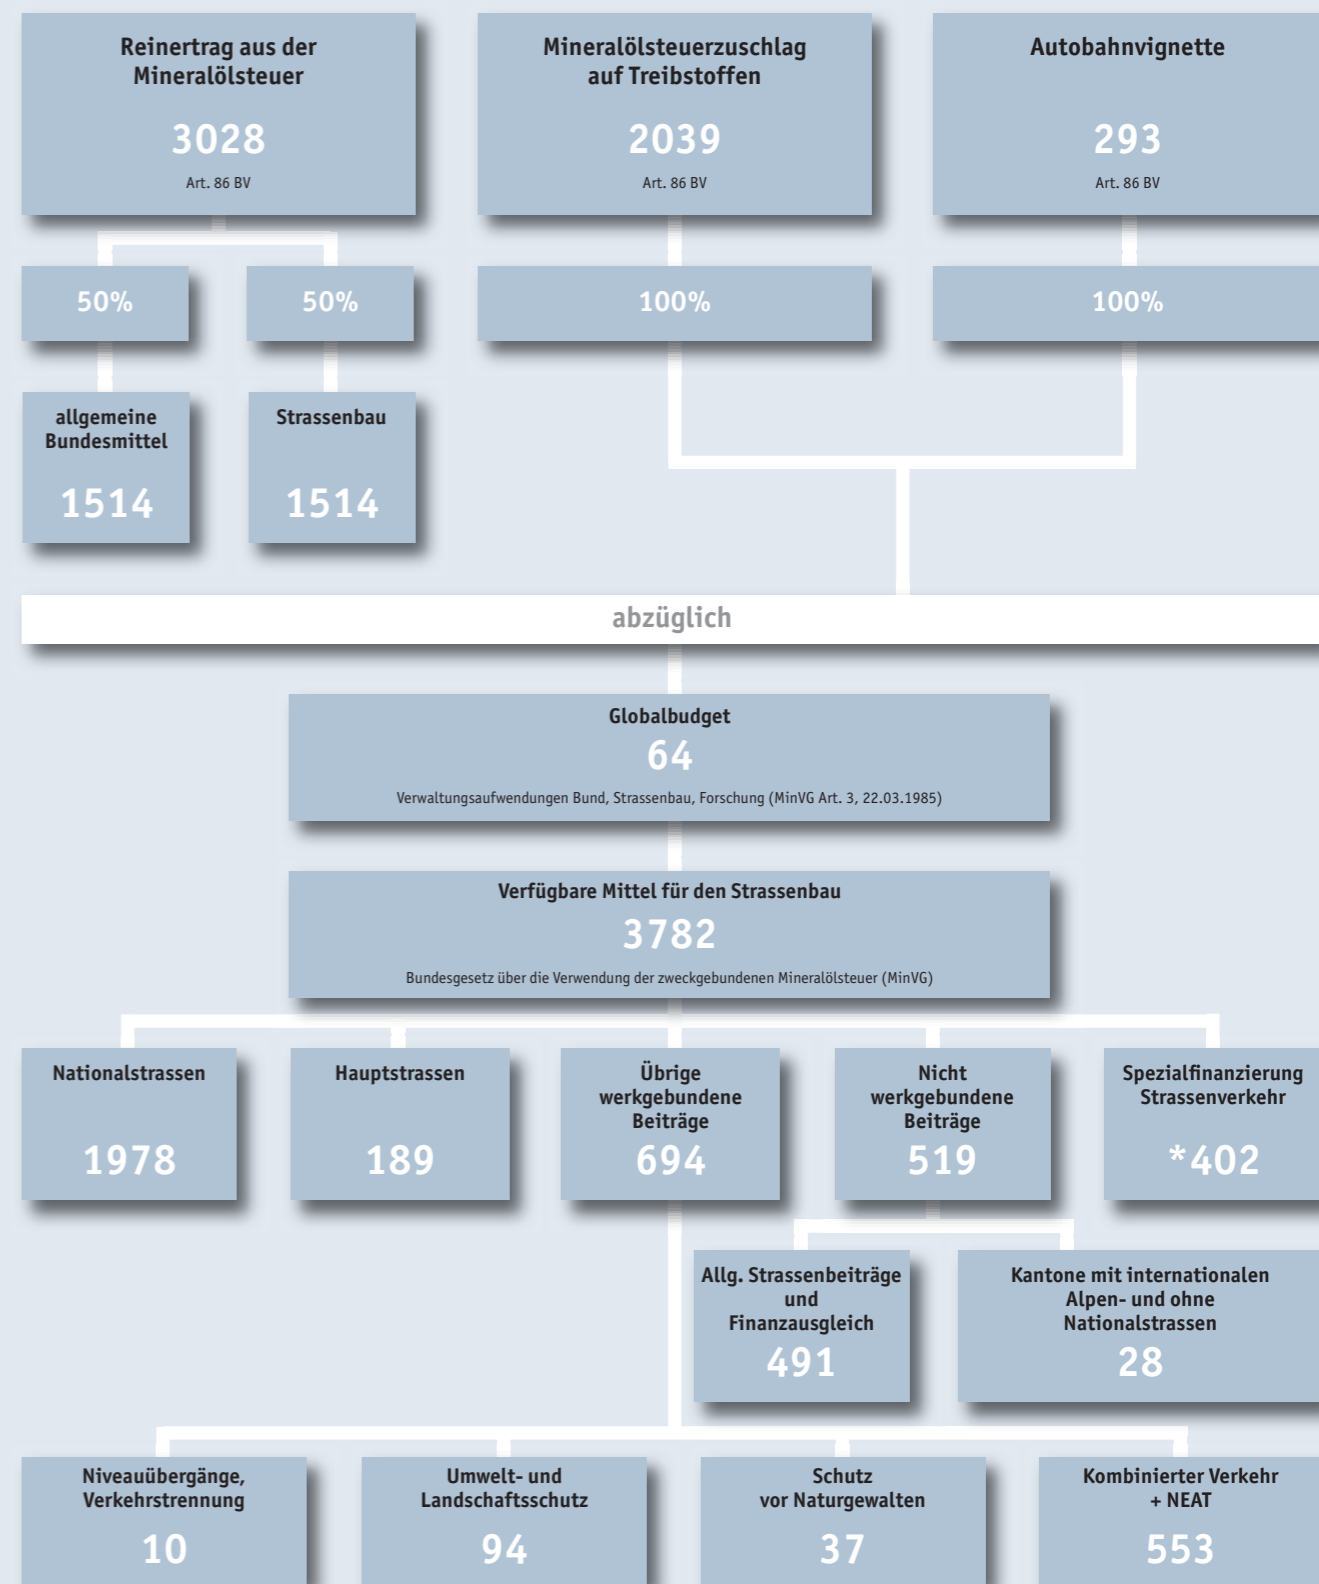 Reinertrag aus der
Mineralölsteuer
3028
Art. 86 BV
Mineralölsteuerzuschlag
auf Treibstoffen
2039
Art. 86 BV
Autobahnvignette
293
Art. 86 BV
50%
50%
100%
100%
allgemeine
Bundesmittel
1514
Strassenbau
1514
abzüglich
Globalbudget
64
Verwaltungsaufwendungen Bund, Strassenbau, Forschung (MinVG Art. 3, 22.03.1985)
Verfügbare Mittel für den Strassenbau
3782
Bundesgesetz über die Verwendung der zweckgebundenen Mineralölsteuer (MinVG)
Nationalstrassen
1978
Hauptstrassen
189
Übrige
werkgebundene
Beiträge
694
Nicht
werkgebundene
Beiträge
519
Spezialfinanzierung
Strassenverkehr
*402
Allg. Strassenbeiträge
und
Finanzausgleich
491
Kantone mit internationalen
Alpen- und ohne
Nationalstrassen
28
Niveauübergänge,
Verkehrstrennung
10
Umwelt- und
Landschaftsschutz
94
Schutz
vor Naturgewalten
37
Kombinierter Verkehr
+ NEAT
553